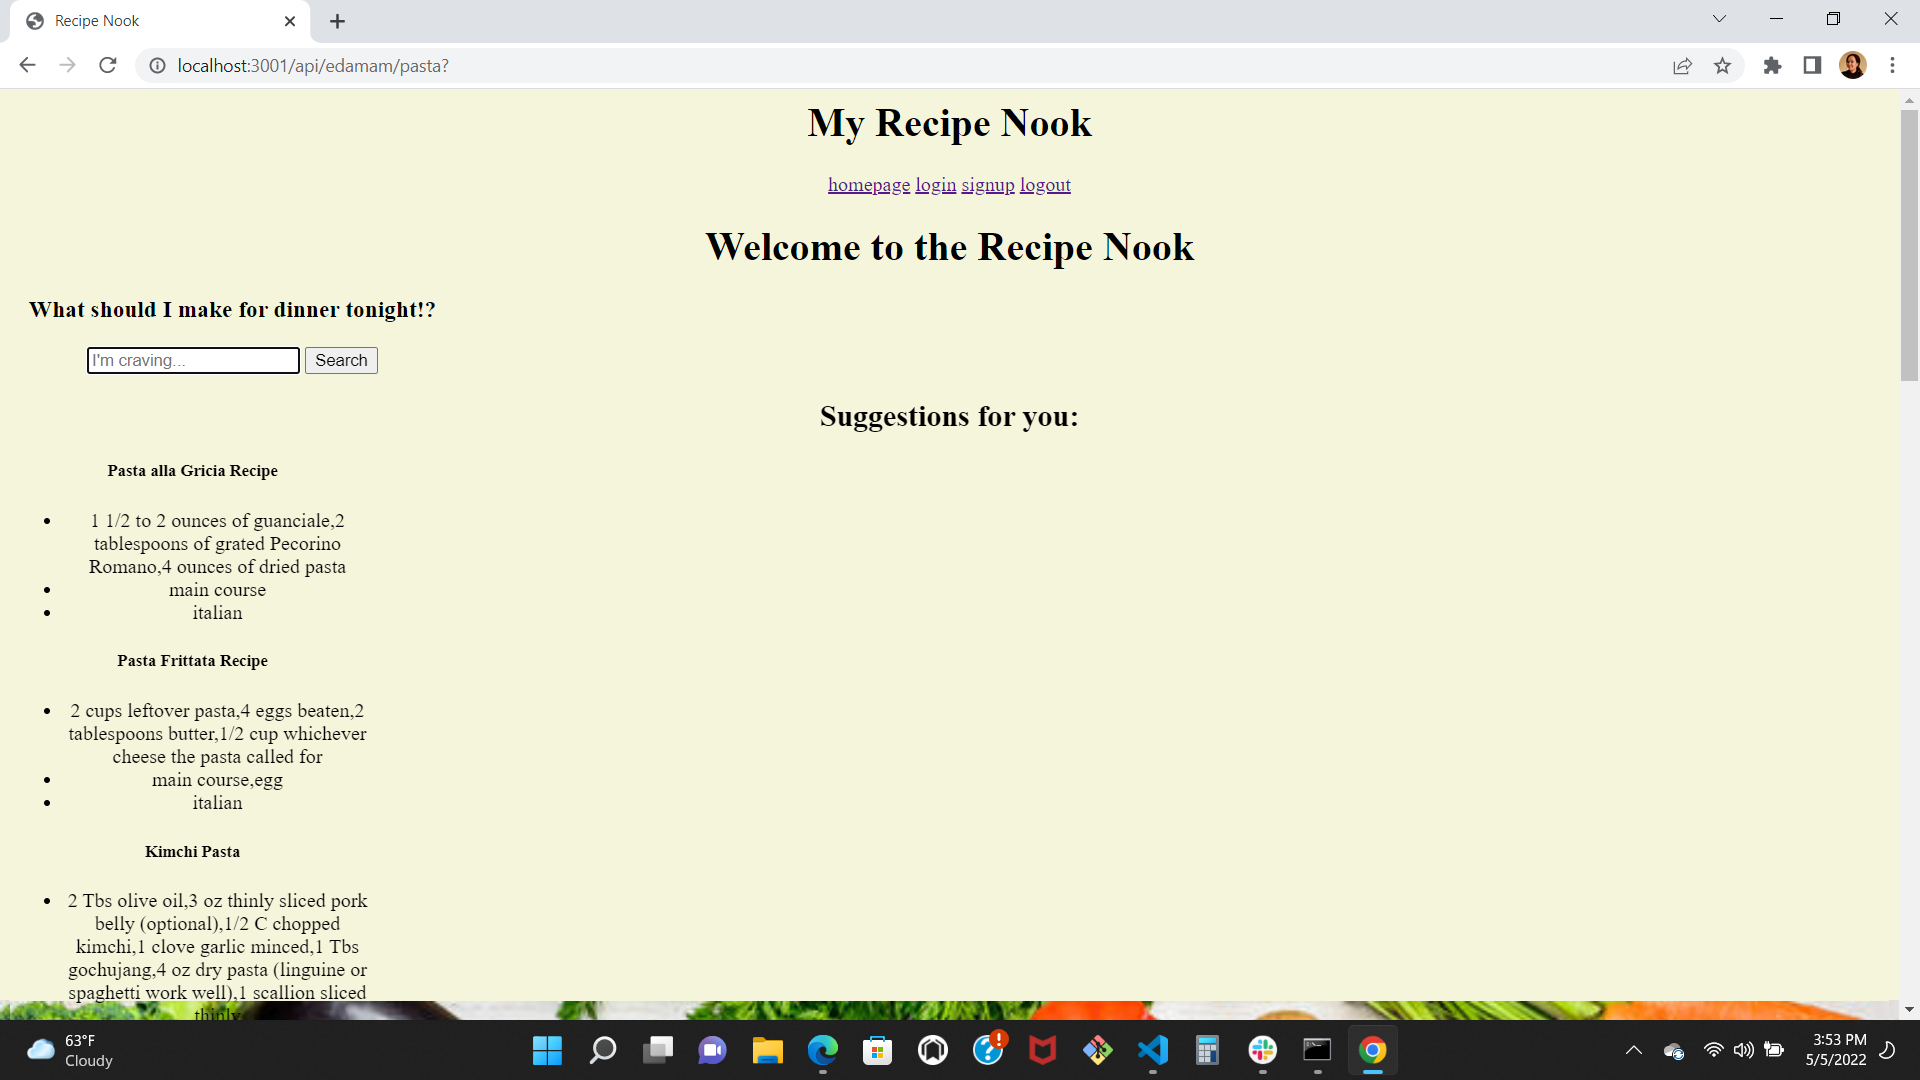 Recipe Nook
localhost:3001/api/edamam/pasta?
My Recipe Nook
homepage login signup logout
Welcome to the Recipe Nook
What should I make for dinner tonight!?
I'm craving... Search
Suggestions for you:
Pasta alla Gricia Recipe
1 1/2 to 2 ounces of guanciale,2
tablespoons of grated Pecorino
Romano,4 ounces of dried pasta
main course
italian
Pasta Frittata Recipe
2 cups leftover pasta,4 eggs beaten,2
tablespoons butter,1/2 cup whichever
cheese the pasta called for
main course,egg
italian
Kimchi Pasta
2 Tbs olive oil,3 oz thinly sliced pork
belly (optional),1/2 C chopped
kimchi,1 clove garlic minced,1 Tbs
gochujang,4 oz dry pasta (linguine or
spaghetti work well),1 scallion sliced
thinly
63°F
Cloudy
3:53 PM
5/5/2022